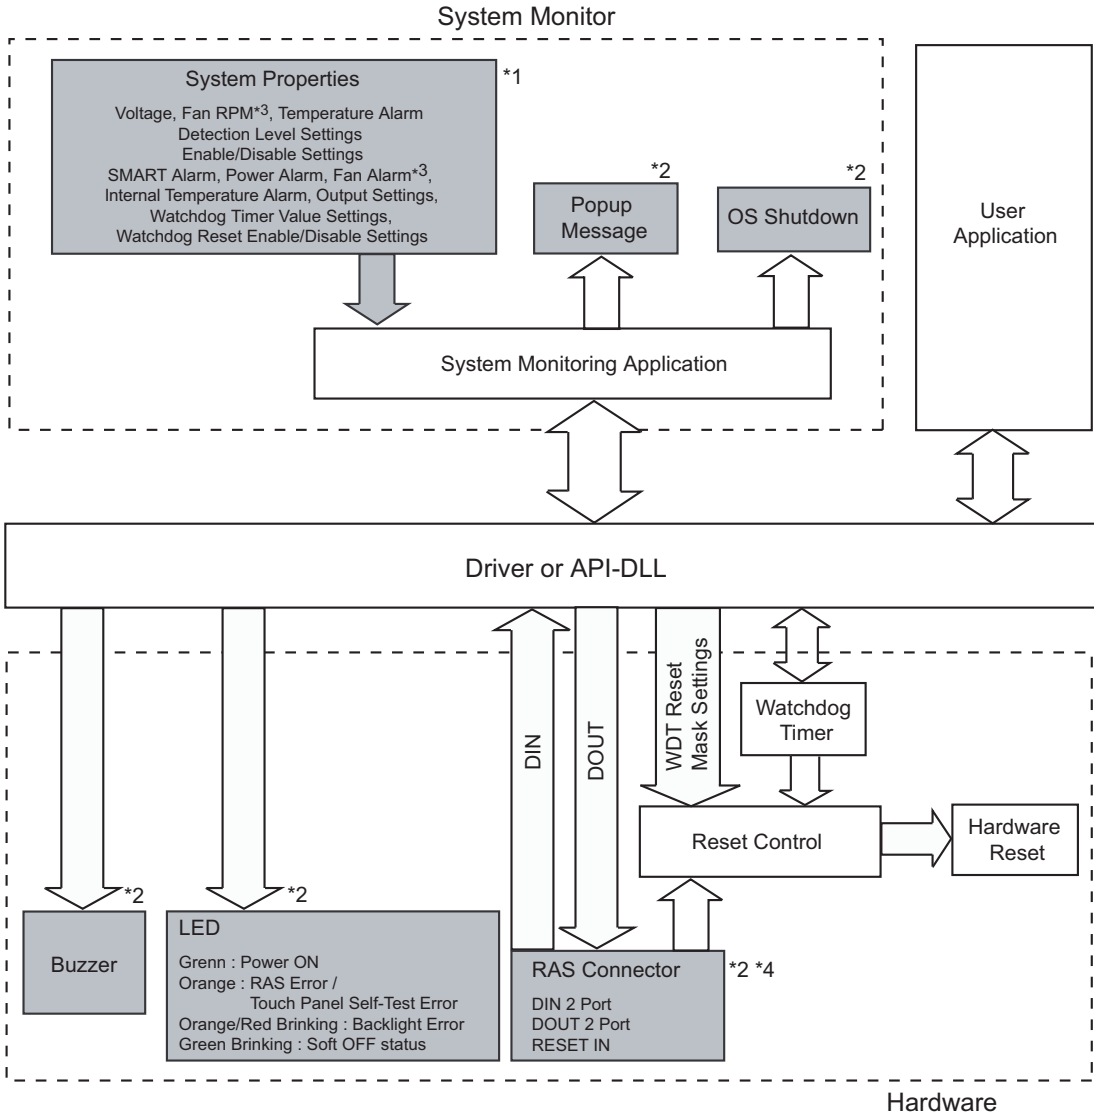 System Monitor
System Properties
*1
Voltage, Fan RPM*3, Temperature Alarm
Detection Level Settings
Enable/Disable Settings
SMART Alarm, Power Alarm, Fan Alarm*3,
Internal Temperature Alarm, Output Settings,
Watchdog Timer Value Settings,
Watchdog Reset Enable/Disable Settings
*2
Popup
Message
*2
OS Shutdown
User
Application
System Monitoring Application
Driver or API-DLL
DIN
DOUT
WDT Reset
Mask Settings
Watchdog
Timer
Reset Control
Hardware
Reset
*2
Buzzer
*2
LED
Grenn : Power ON
Orange : RAS Error /
Touch Panel Self-Test Error
Orange/Red Brinking : Backlight Error
Green Brinking : Soft OFF status
RAS Connector
*2 *4
DIN 2 Port
DOUT 2 Port
RESET IN
Hardware